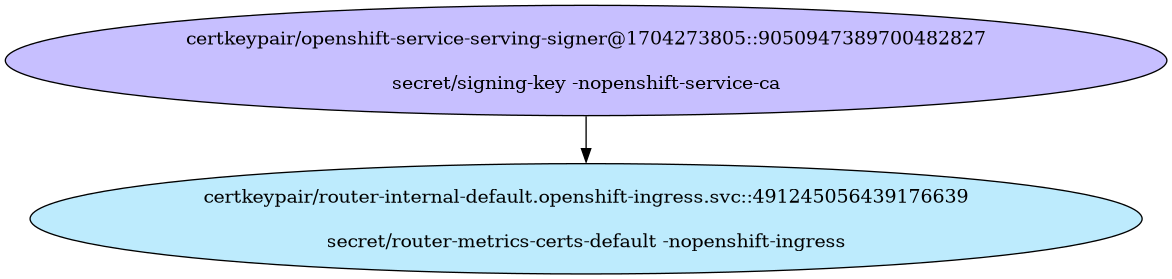 certkeypair/openshift-service-serving-signer@1704273805::9050947389700482827
secret/signing-key -nopenshift-service-ca
certkeypair/router-internal-default.openshift-ingress.svc::491245056439176639
secret/router-metrics-certs-default -nopenshift-ingress